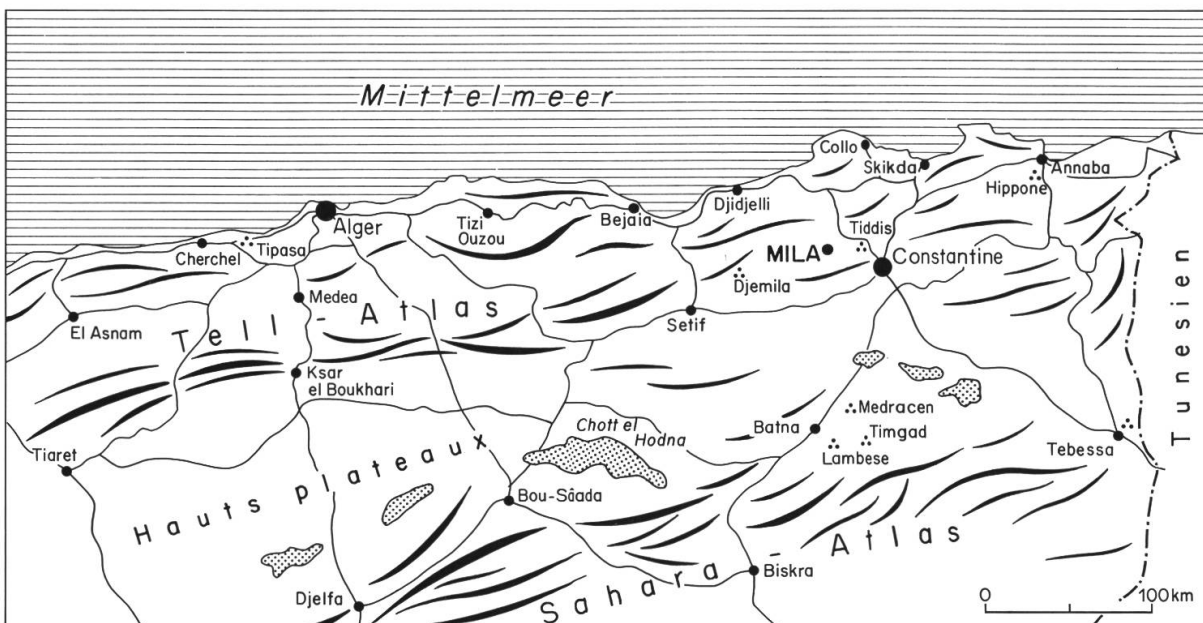 Mittelmeer
Collo
Skikda
Annaba
Hippone
Djidjelli
Bejaia
Tizi
Ouzou
Alger
Tipasa
Cherchel
Tiddis
MILA
Constantine
Djemila
Medea
El Asnam
Tell - Atlas
Setif
Ksar
el Boukhari
Tunesien
Medracen
Timgad
Lambese
Batna
Tebessa
Chott el
Hodna
Tiaret
Hauts plateaux
Bou-Sâada
Sahara - Atlas
Biskra
Djelfa
0 100km